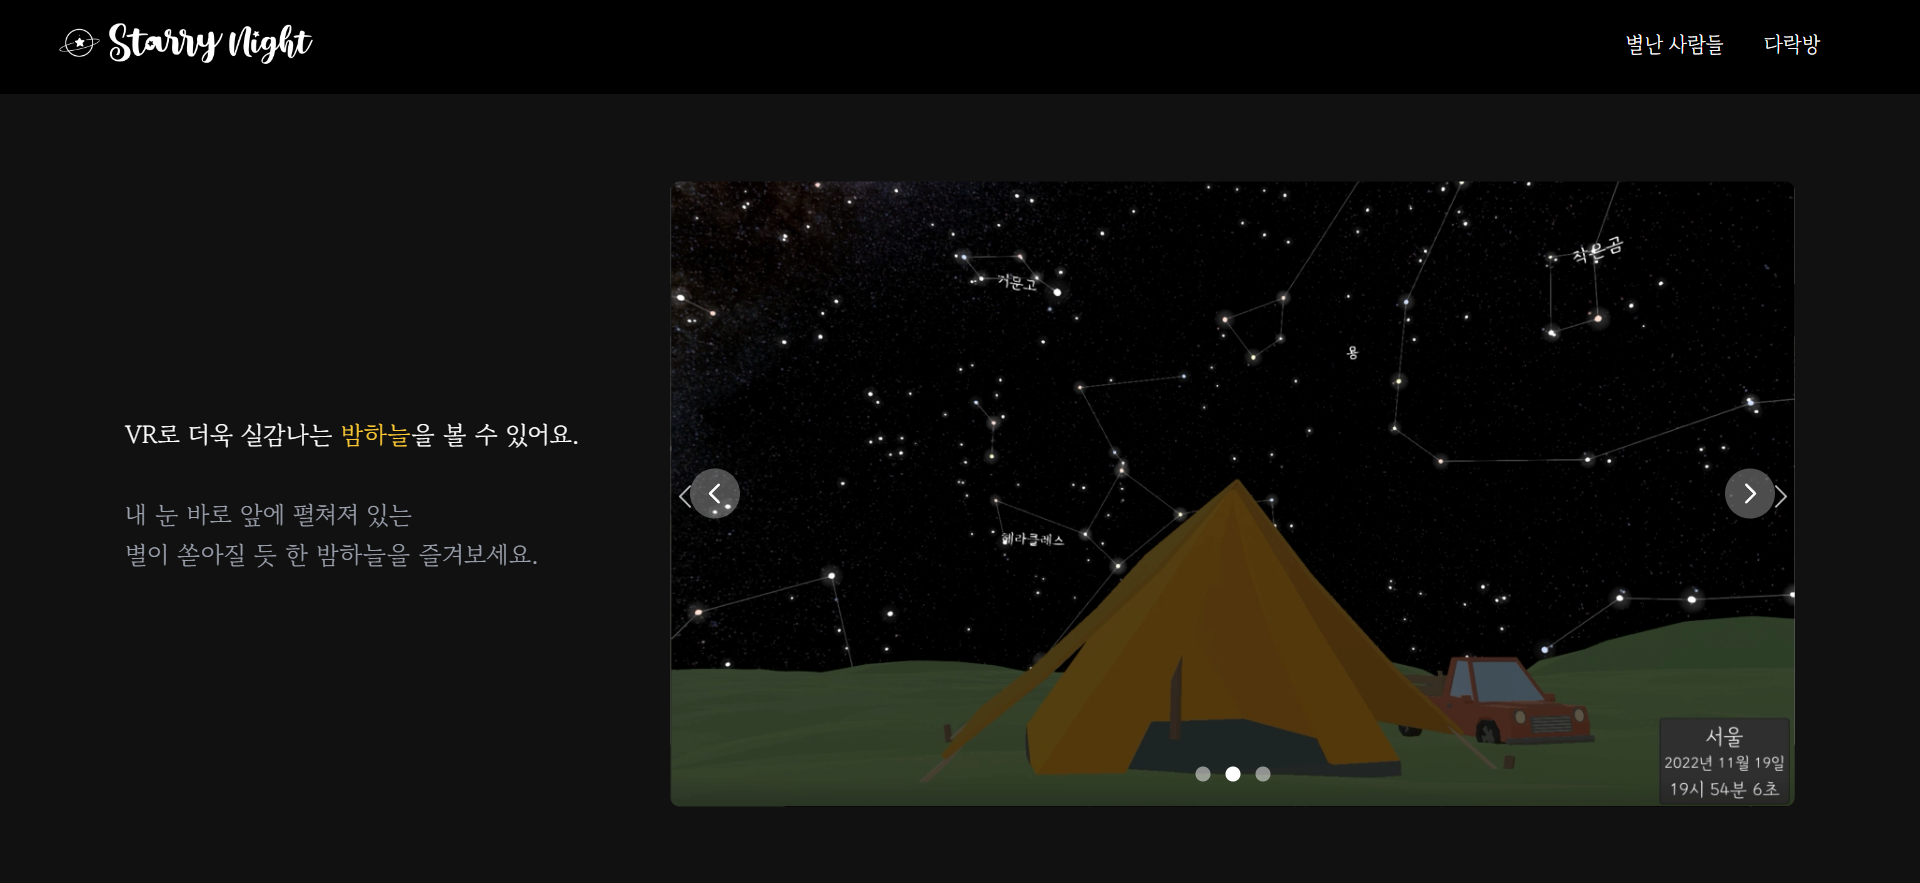 Starry Night
별난 사람들
다락방
VR로 더욱 실감나는 밤하늘을 볼 수 있어요.
내 눈 바로 앞에 펼쳐져 있는
별이 쏟아질 듯 한 밤하늘을 즐겨보세요.
작은곰
거문고
용
헤라클레스
서울
2022년 11월 19일
19시 54분 6초